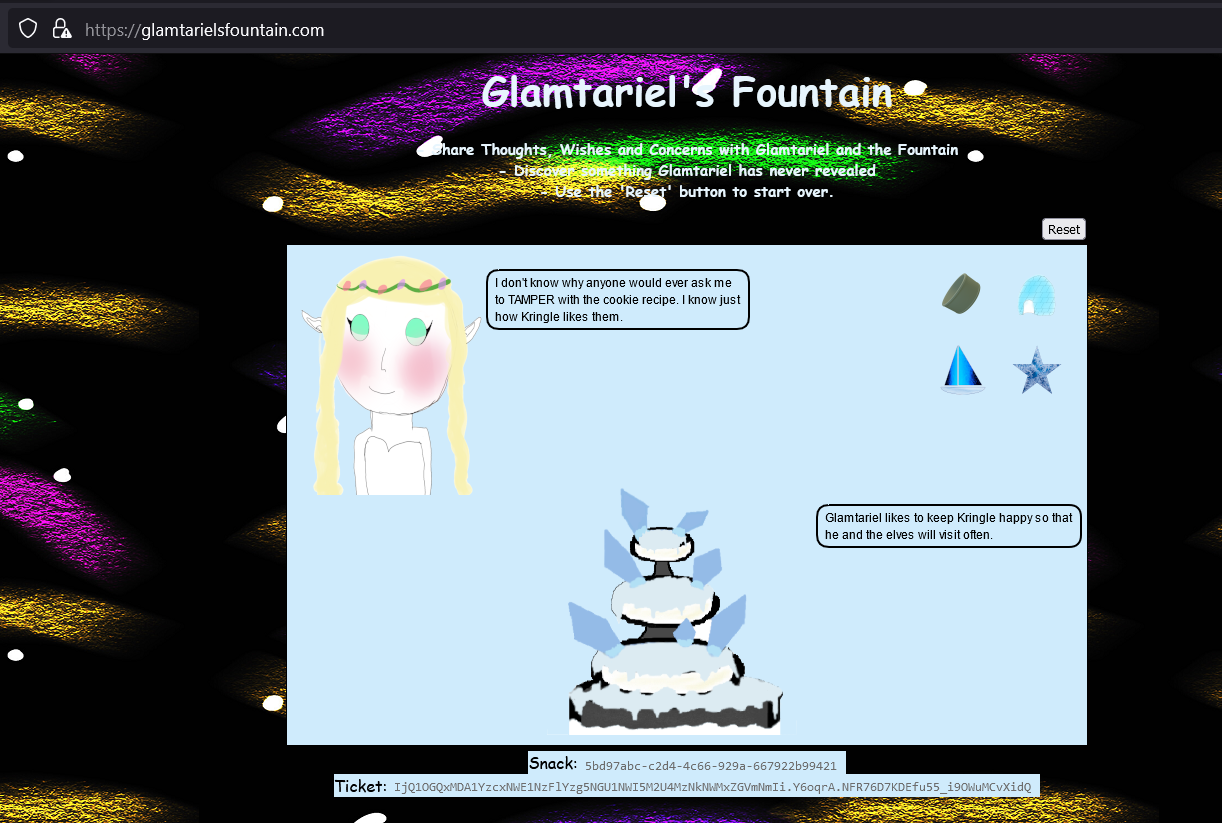 https://glamtarielsfountain.com
Glamtariel's Fountain
Share Thoughts, Wishes and Concerns with Glamtariel and the Fountain
- Discover something Glamtariel has never revealed
- Use the 'Reset' button to start over.
Reset
I don't know why anyone would ever ask me
to TAMPER with the cookie recipe. I know just
how Kringle likes them.
Glamtariel likes to keep Kringle happy so that
he and the elves will visit often.
Snack: 5bd97abc-c2d4-4c66-929a-667922b99421
Ticket: IjQ1OGQxMDA1YzcxNWE1NzFlYzg5NGU1NWI5M2U4MzNkNWMxZGVmNmIi.Y6oqrA.NFR76D7KDEfu55_i9OWuMCvXidQ